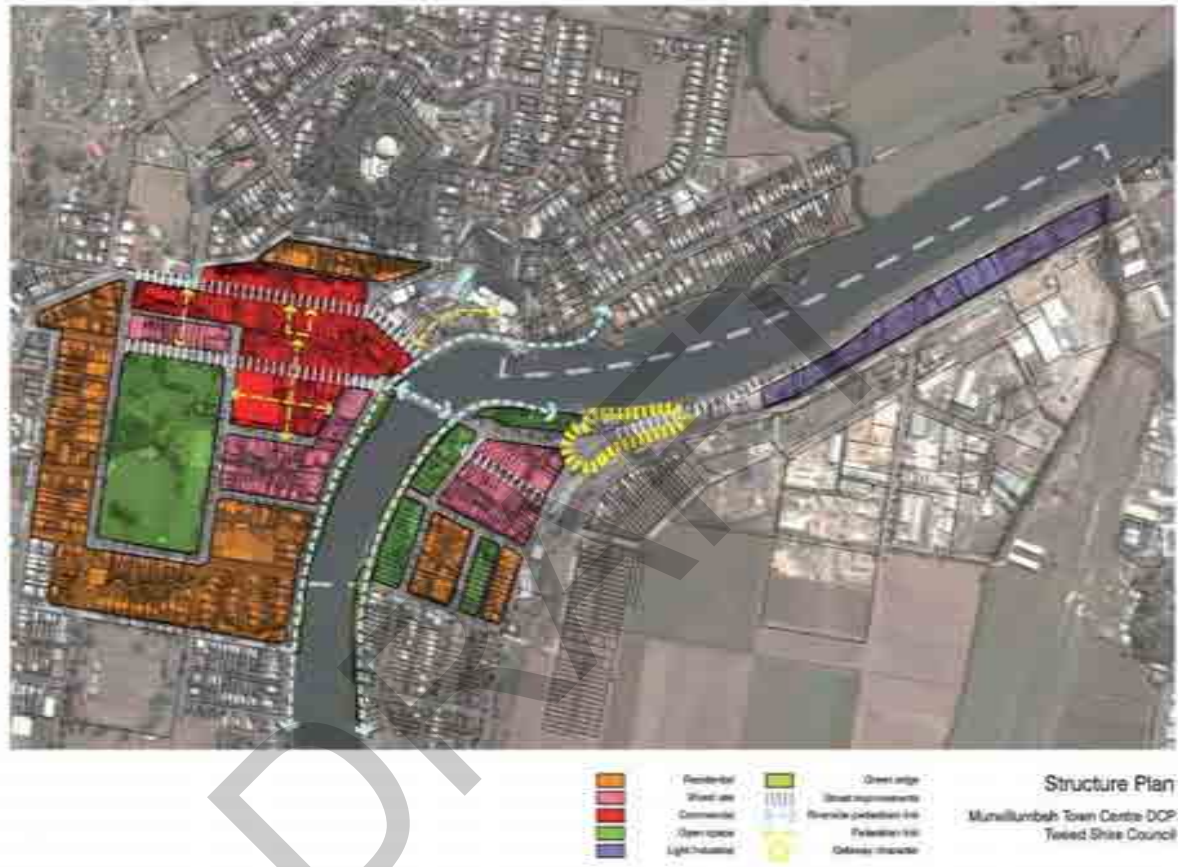 Residential
Mixed use
Commercial
Open space
Light Industrial
Green edge
Street improvements
Riverside pedestrian link
Pedestrian link
Gateway character
Structure Plan
Murwillumbah Town Centre DCP
Tweed Shire Council
DRAFT